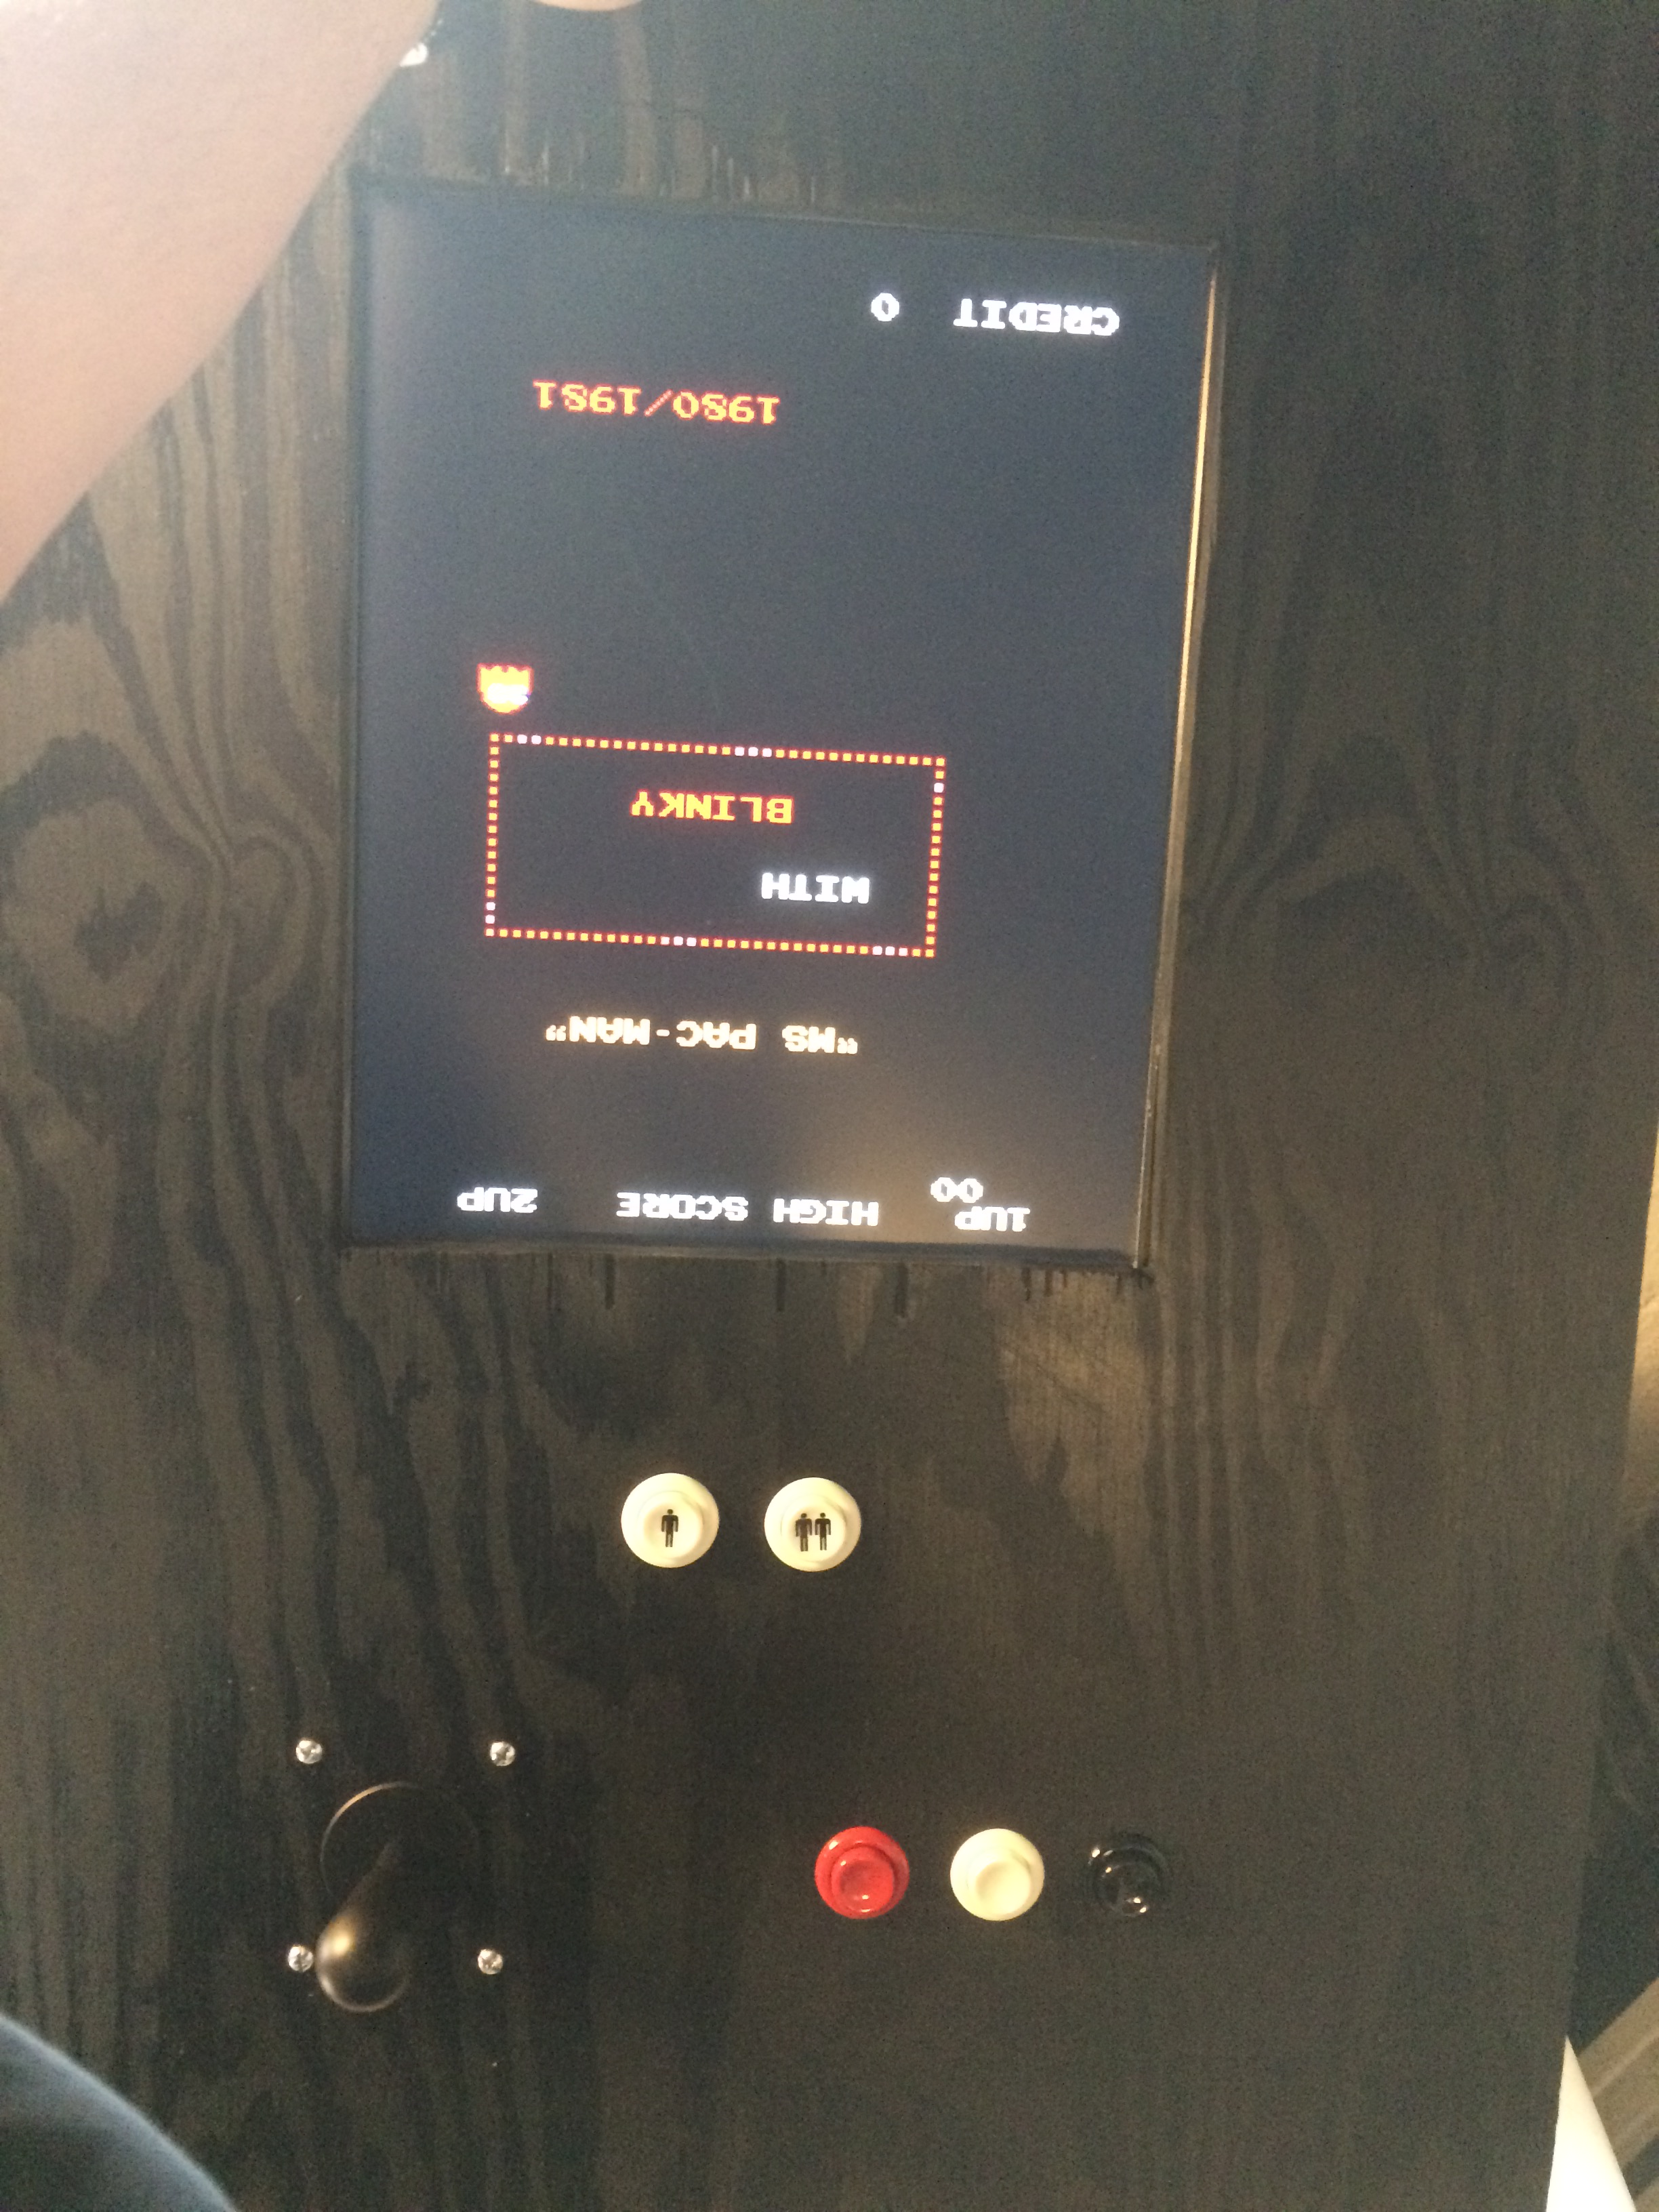 1UP HIGH SCORE 2UP
00
“MS PAC-MAN”
WITH
BLINKY
1980/1981
CREDIT 0